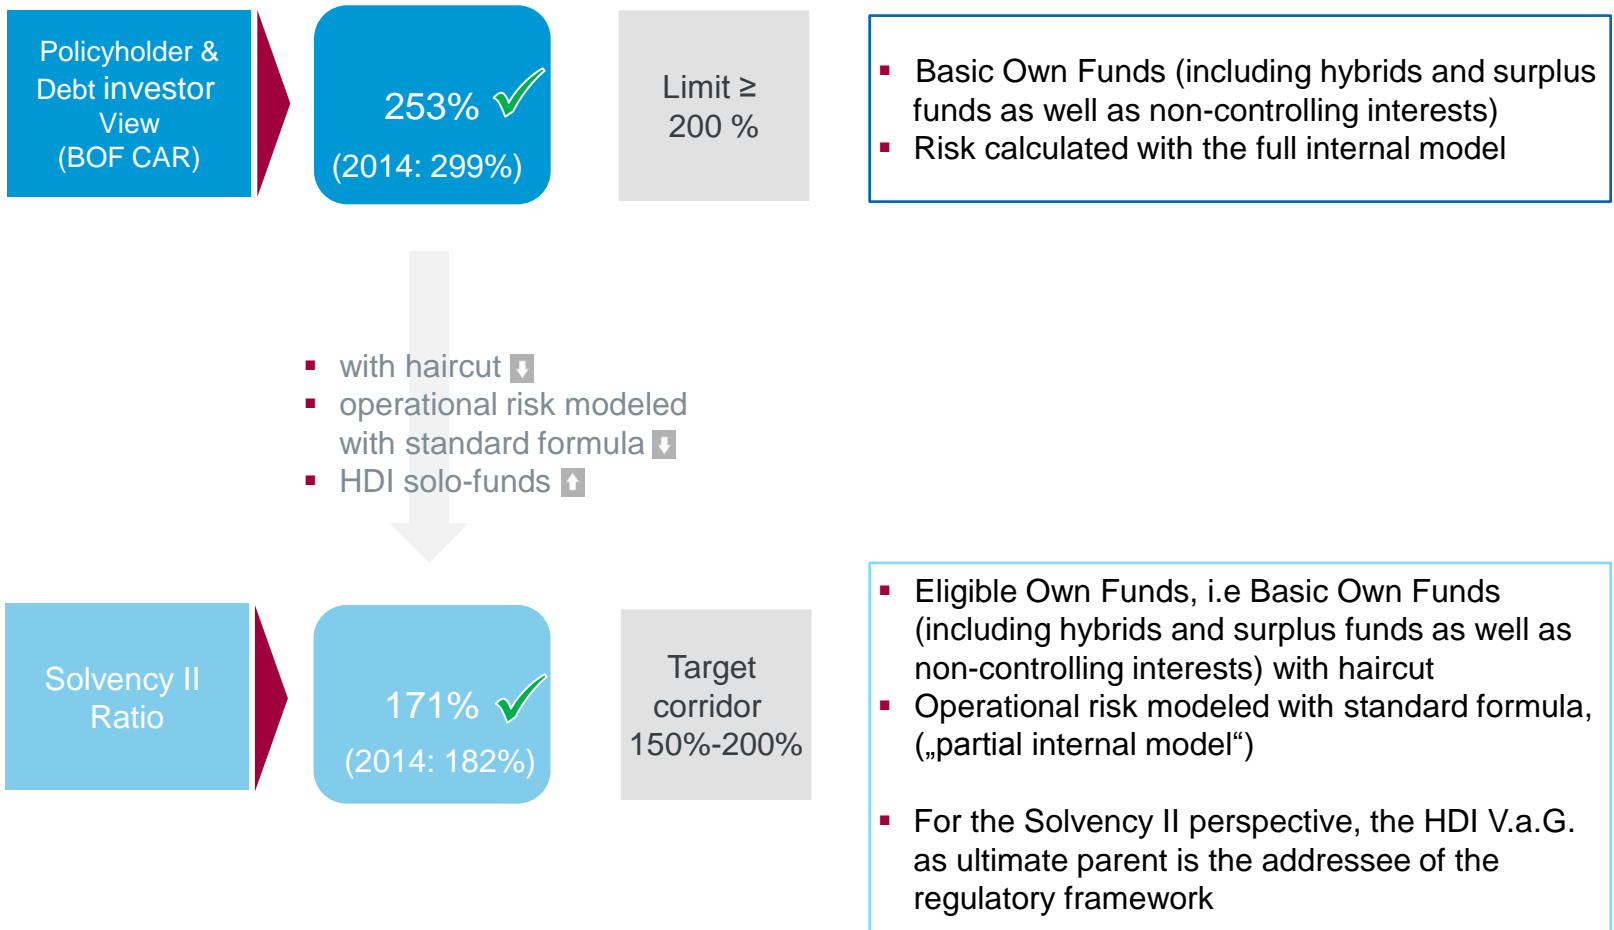 Policyholder &
Debt investor
View
(BOF CAR)
253%
(2014: 299%)
Limit ≥
200 %
▪ Basic Own Funds (including hybrids and surplus
funds as well as non-controlling interests)
▪ Risk calculated with the full internal model
▪ with haircut
▪ operational risk modeled
with standard formula
▪ HDI solo-funds
Solvency II
Ratio
171%
(2014: 182%)
Target
corridor
150%-200%
▪ Eligible Own Funds, i.e Basic Own Funds
(including hybrids and surplus funds as well as
non-controlling interests) with haircut
▪ Operational risk modeled with standard formula,
(„partial internal model“)
▪ For the Solvency II perspective, the HDI V.a.G.
as ultimate parent is the addressee of the
regulatory framework